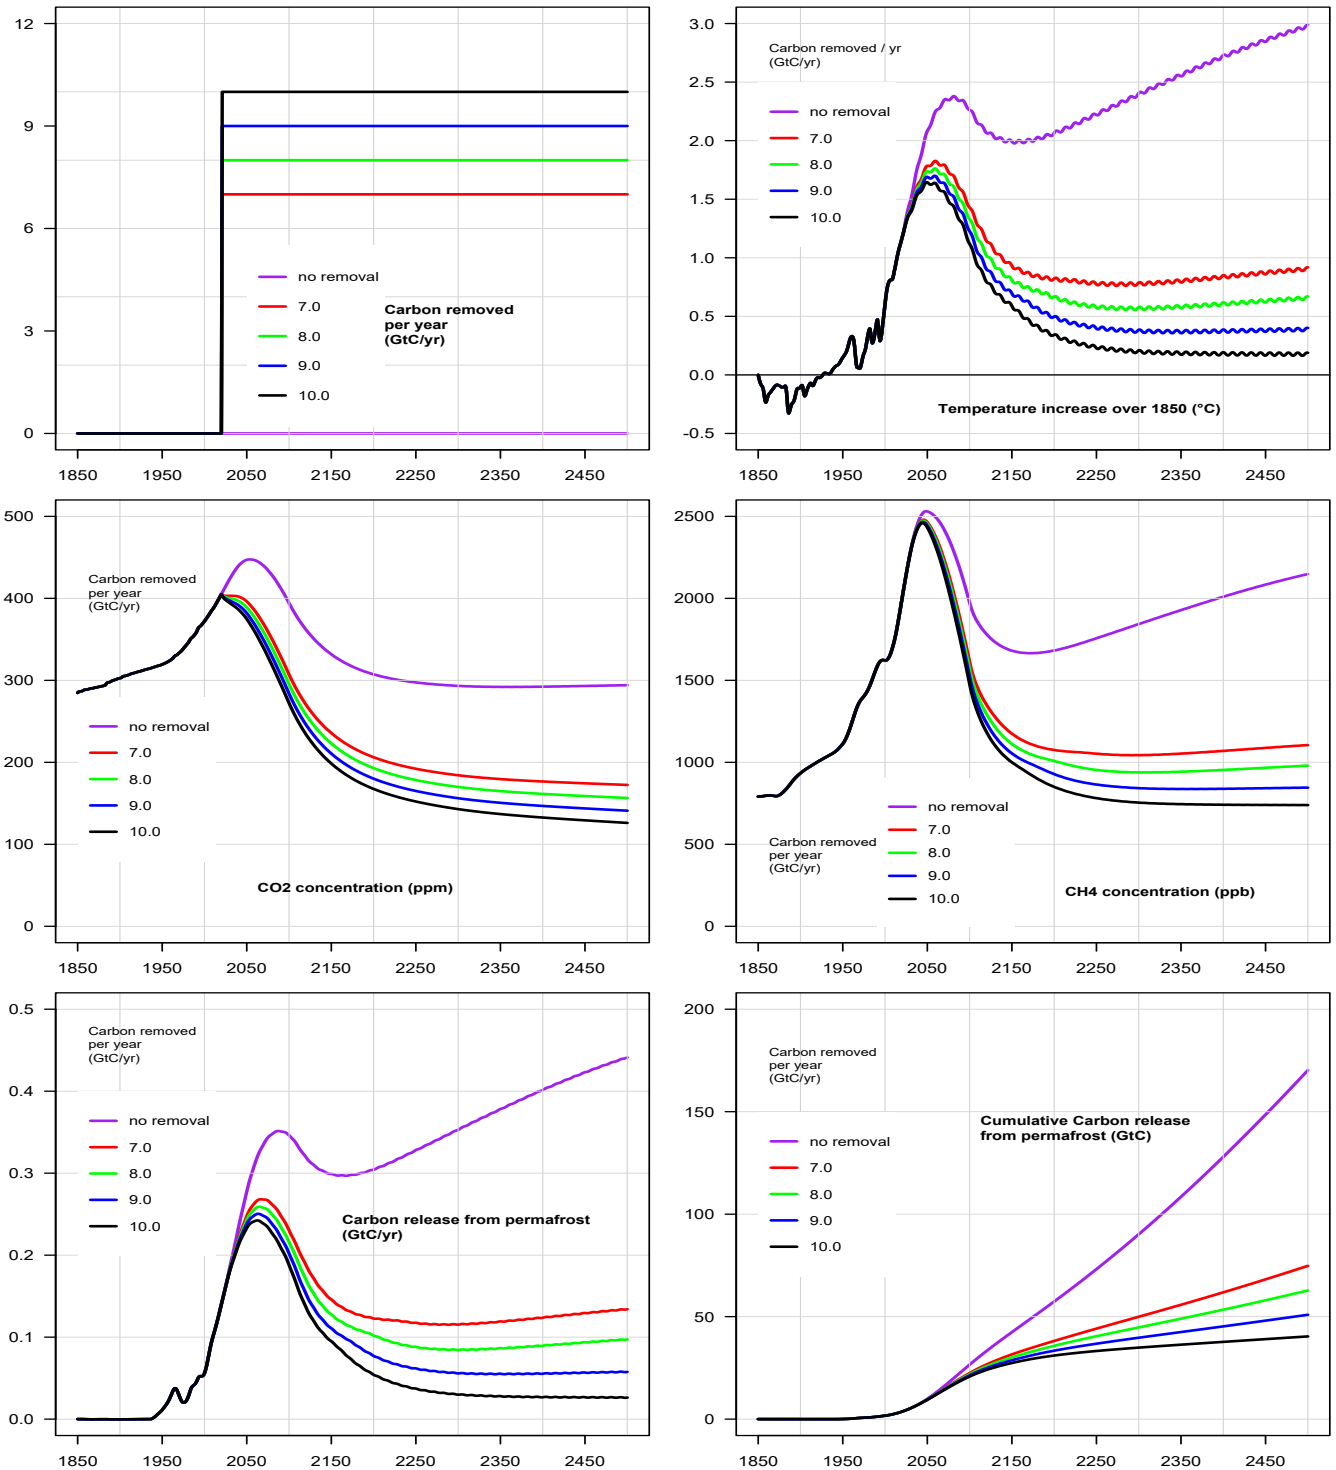 12
9
6
3
0
no removal
7.0
8.0
9.0
10.0
Carbon removed
per year
(GtC/yr)
1850 1950 2050 2150 2250 2350 2450
3.0
2.5
2.0
1.5
1.0
0.5
0.0
-0.5
Carbon removed / yr
(GtC/yr)
no removal
7.0
8.0
9.0
10.0
Temperature increase over 1850 (°C)
1850 1950 2050 2150 2250 2350 2450
500
400
300
200
100
0
Carbon removed
per year
(GtC/yr)
no removal
7.0
8.0
9.0
10.0
CO2 concentration (ppm)
1850 1950 2050 2150 2250 2350 2450
2500
2000
1500
1000
500
0
no removal
7.0
8.0
9.0
10.0
Carbon removed
per year
(GtC/yr)
CH4 concentration (ppb)
1850 1950 2050 2150 2250 2350 2450
0.5
0.4
0.3
0.2
0.1
0.0
Carbon removed
per year
(GtC/yr)
no removal
7.0
8.0
9.0
10.0
Carbon release from permafrost
(GtC/yr)
1850 1950 2050 2150 2250 2350 2450
200
150
100
50
0
Carbon removed
per year
(GtC/yr)
no removal
7.0
8.0
9.0
10.0
Cumulative Carbon release
from permafrost (GtC)
1850 1950 2050 2150 2250 2350 2450